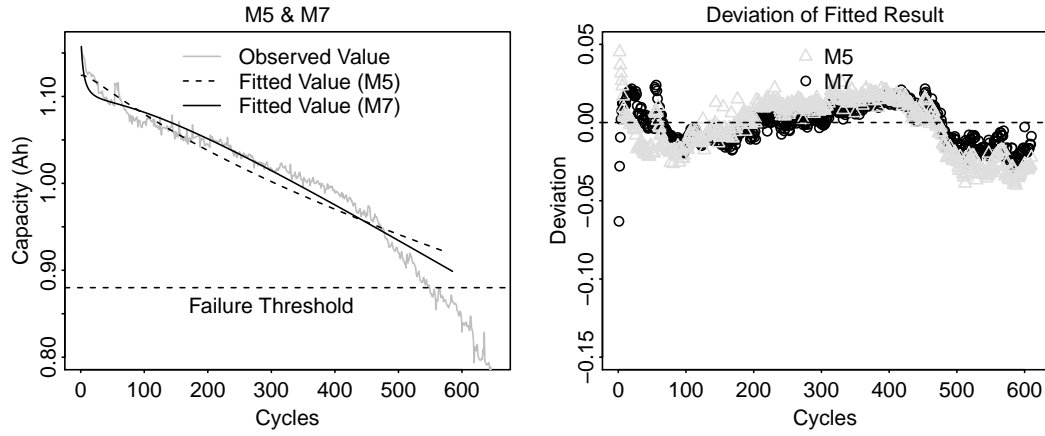 M5 & M7
Observed Value
Fitted Value (M5)
Fitted Value (M7)
Failure Threshold
Capacity (Ah)
1.10
1.00
0.90
0.80
0 100 200 300 400 500 600
Cycles
Deviation of Fitted Result
M5
M7
Deviation
0.05
0.00
−0.05
−0.10
−0.15
0 100 200 300 400 500 600
Cycles